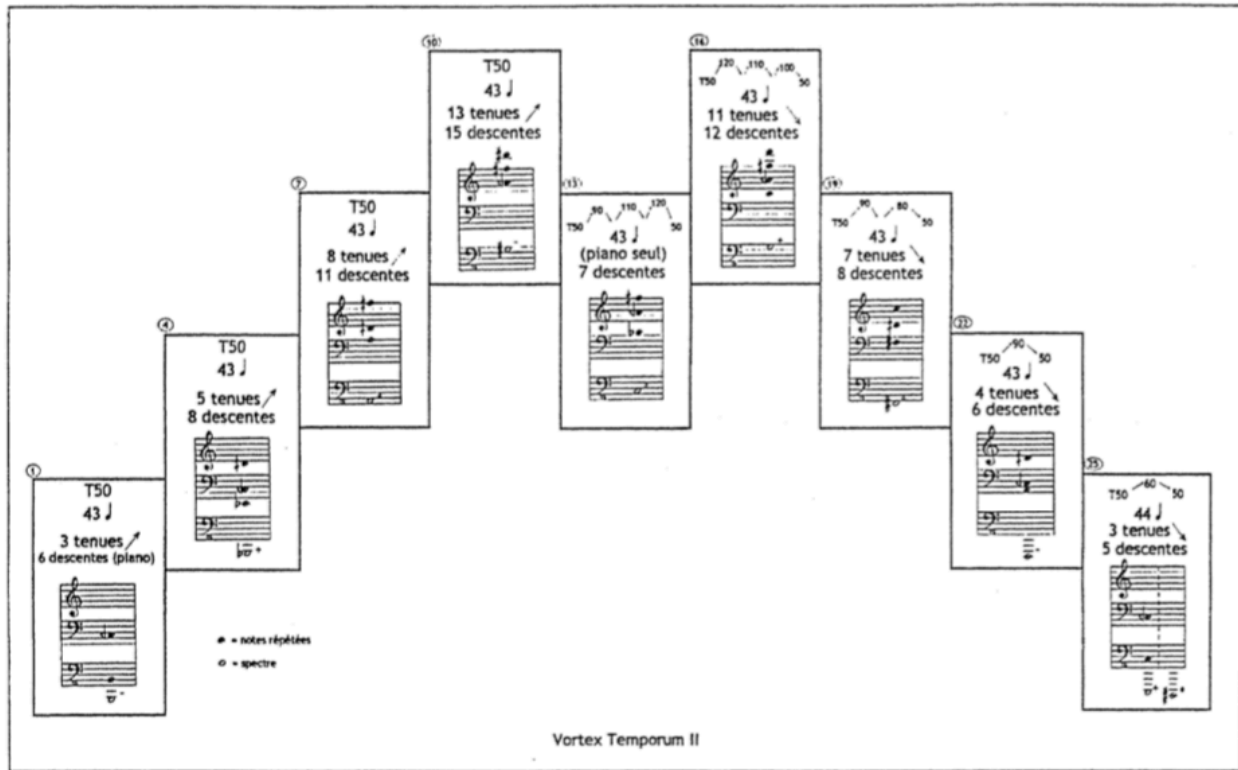 ①
T50
43 ♩
3 tenues ↗
6 descentes (piano)
④
T50
43 ♩
5 tenues ↗
8 descentes
⑦
T50
43 ♩
8 tenues ↗
11 descentes
⑩
T50
43 ♩
13 tenues ↗
15 descentes
⑬
T50 90 110 120 50
43 ♩
(piano seul)
7 descentes
⑯
T50 120 110 100 50
43 ♩
11 tenues ↘
12 descentes
⑲
T50 90 80 50
43 ♩
7 tenues ↘
8 descentes
㉒
T50 90 50
43 ♩
4 tenues ↘
6 descentes
㉕
T50 60 50
44 ♩
3 tenues ↘
5 descentes
= notes répétées
= spectre
Vortex Temporum II